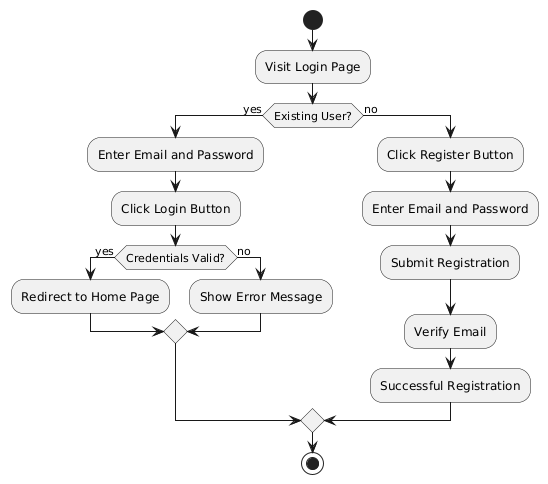 Visit Login Page
yes
Existing User?
no
Enter Email and Password
Click Login Button
yes
Credentials Valid?
no
Redirect to Home Page
Show Error Message
Click Register Button
Enter Email and Password
Submit Registration
Verify Email
Successful Registration